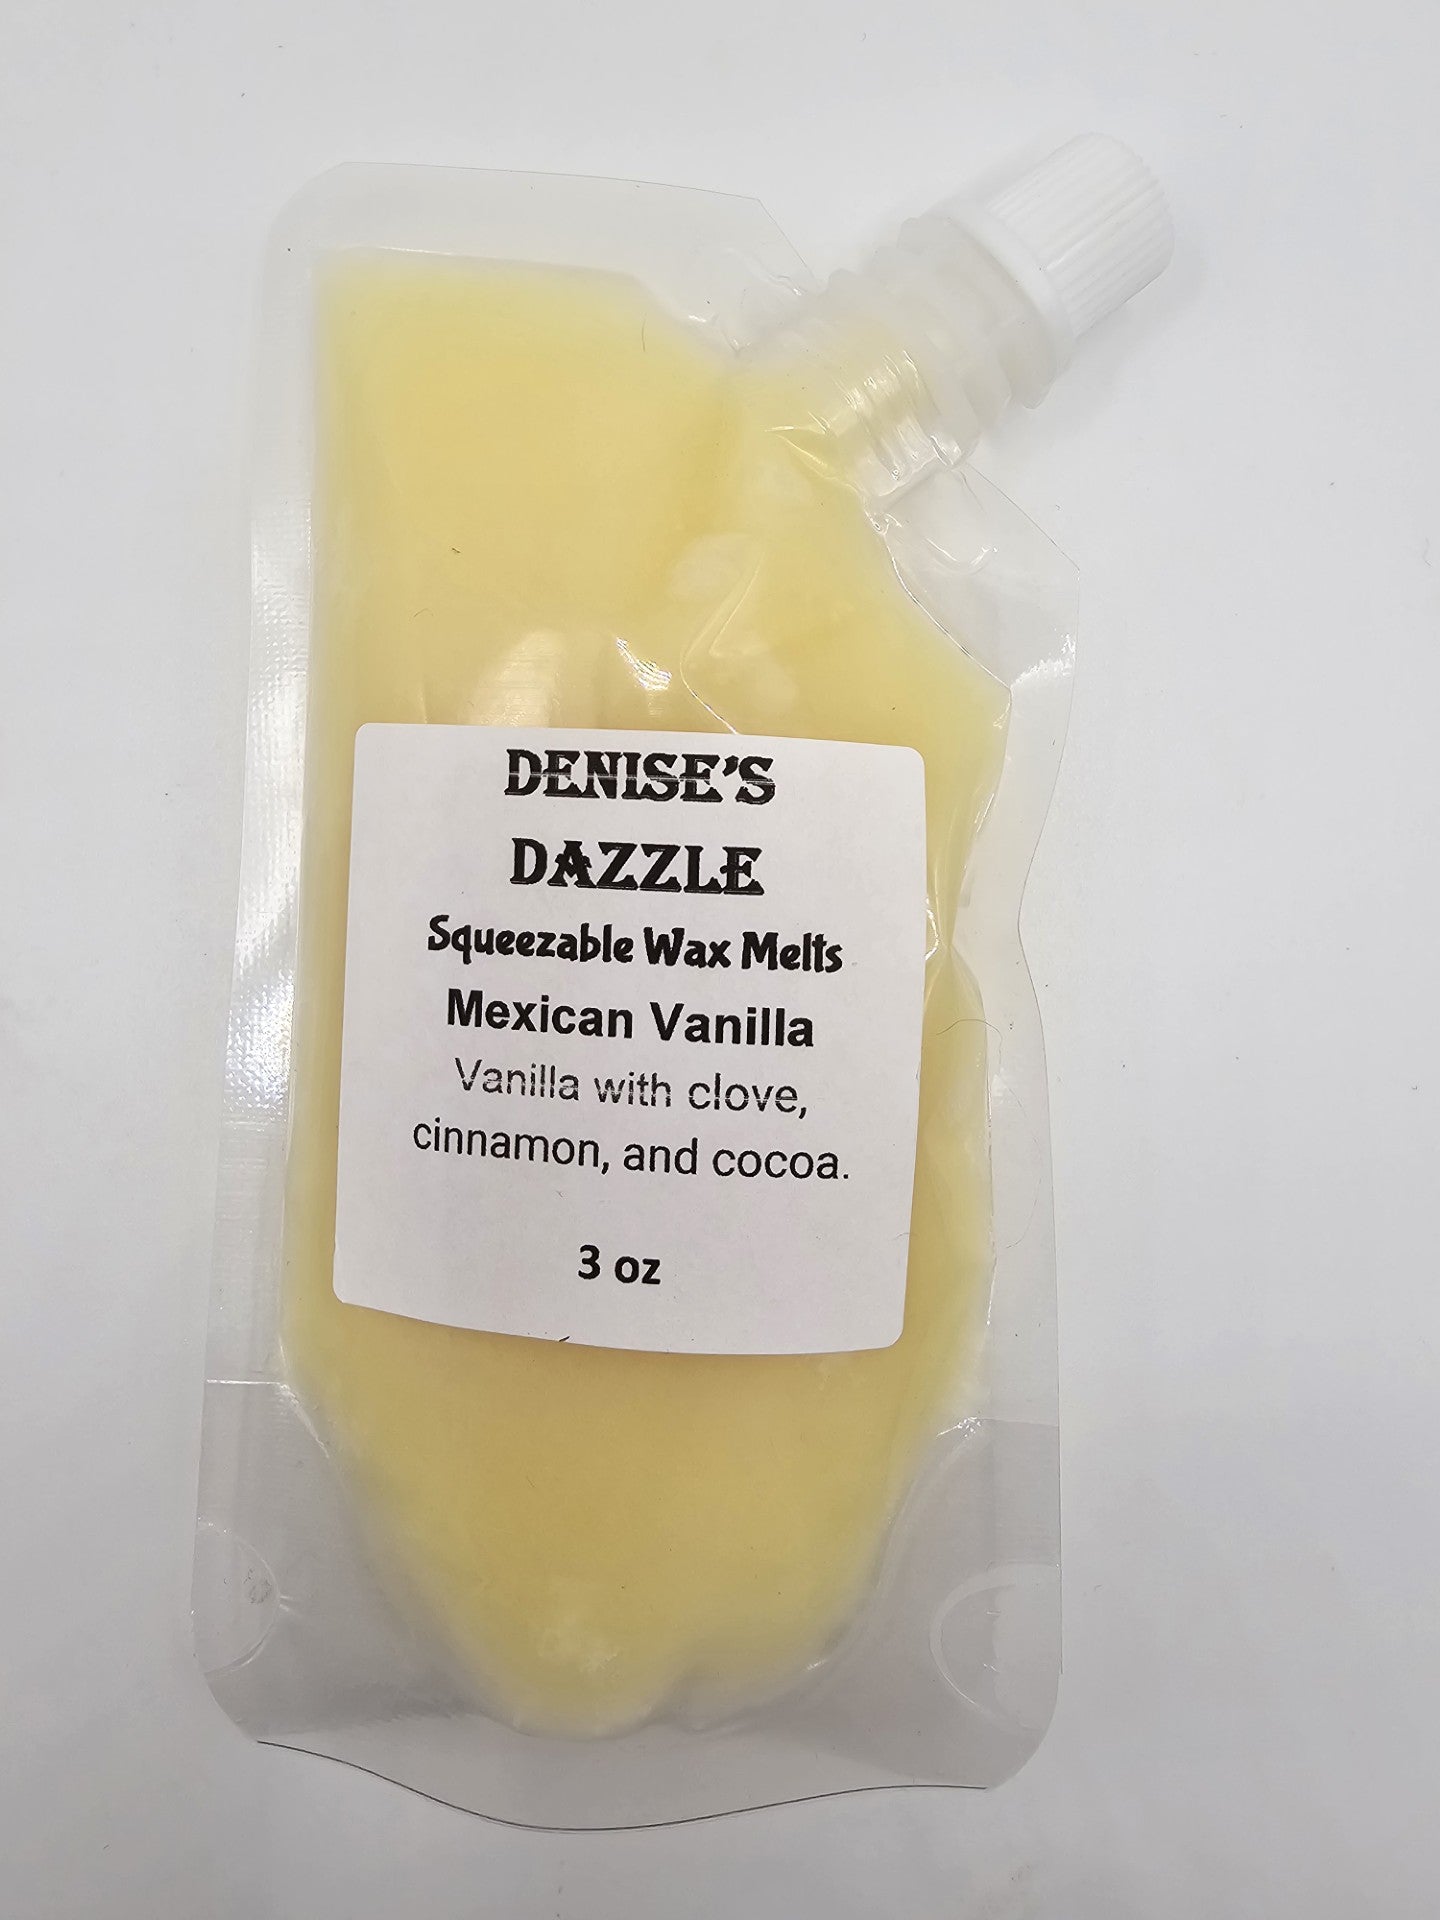 DENISE'S
DAZZLE
Squeezable Wax Melts
Mexican Vanilla
Vanilla with clove,
cinnamon, and cocoa.
3 oz